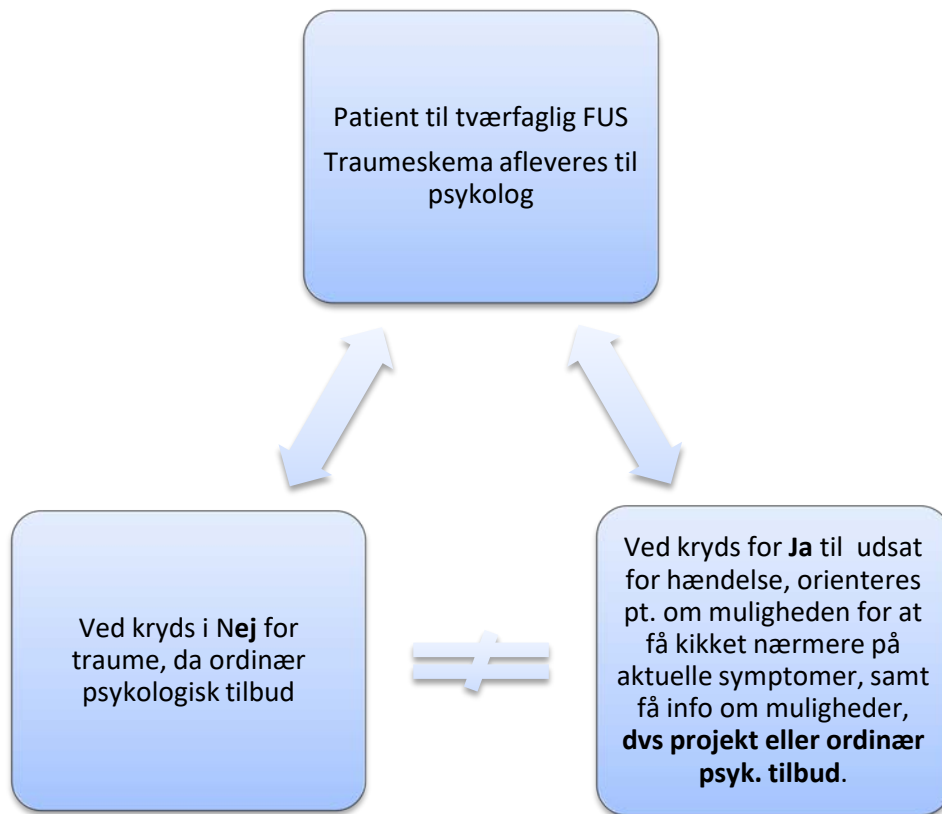 Patient til tværfaglig FUS
Traumeskema afleveres til
psykolog
Ved kryds i Nej for
traume, da ordinær
psykologisk tilbud
Ved kryds for Ja til  udsat
for hændelse, orienteres
pt. om muligheden for at
få kikket nærmere på
aktuelle symptomer, samt
få info om muligheder,
dvs projekt eller ordinær
psyk. tilbud.